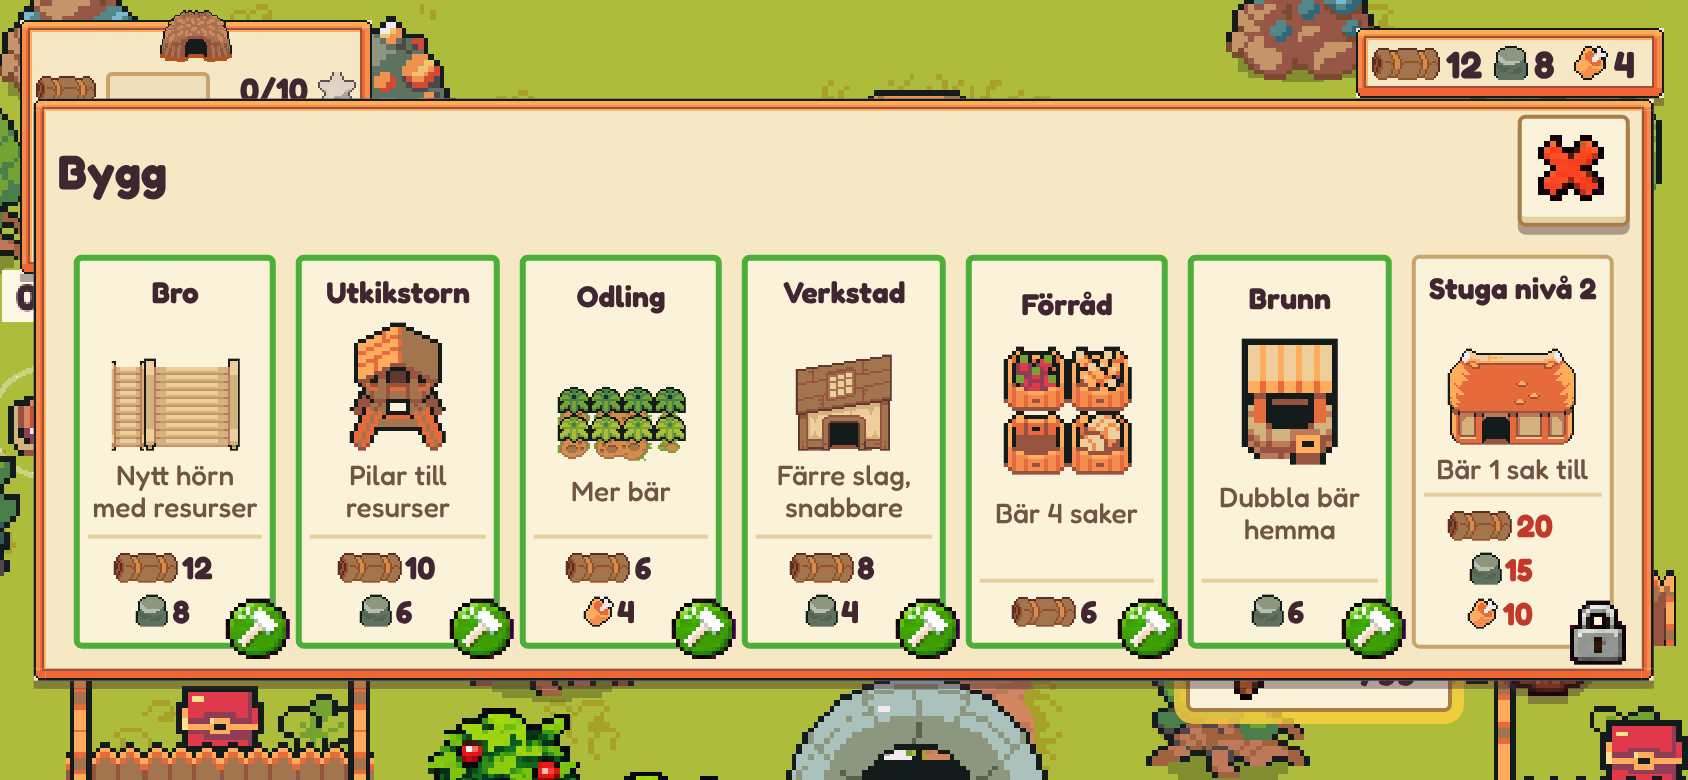 0/10
12 8 4
Bygg
Bro
Nytt hörn
med resurser
12
8
Utkikstorn
Pilar till
resurser
10
6
Odling
Mer bär
6
4
Verkstad
Färre slag,
snabbare
8
4
Förråd
Bär 4 saker
6
Brunn
Dubbla bär
hemma
6
Stuga nivå 2
Bär 1 sak till
20
15
10